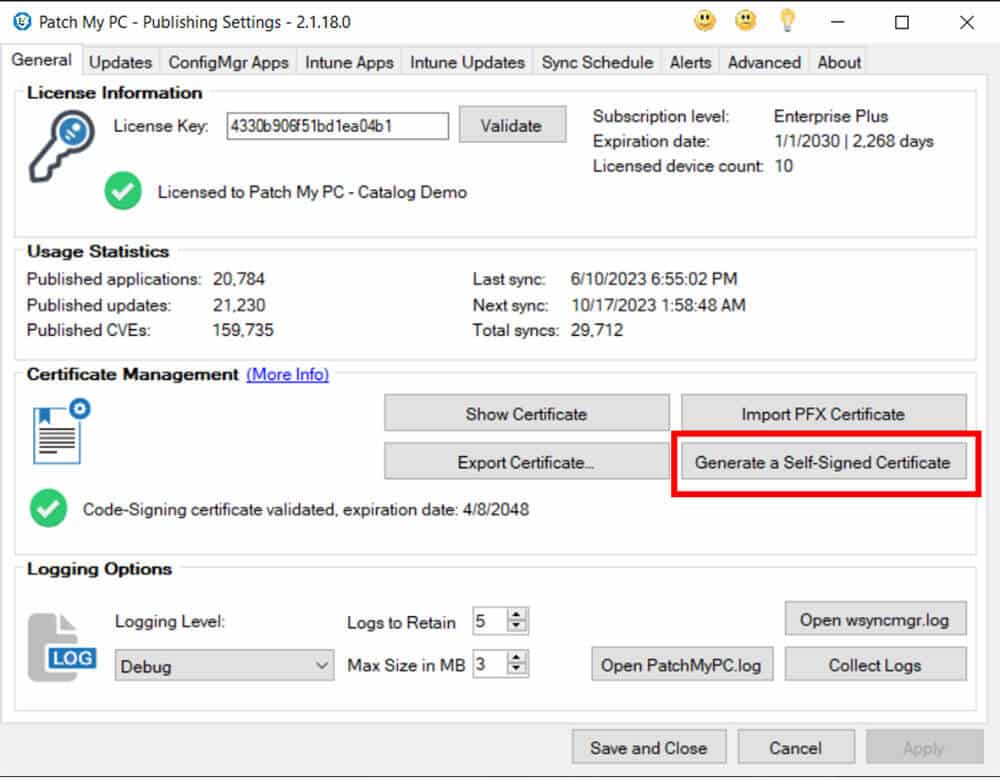 Patch My PC - Publishing Settings - 2.1.18.0
General Updates ConfigMgr Apps Intune Apps Intune Updates Sync Schedule Alerts Advanced About
License Information
License Key: 4330b906f51bd1ea04b1 Validate
Subscription level: Enterprise Plus
Expiration date: 1/1/2030 | 2,268 days
Licensed device count: 10
Licensed to Patch My PC - Catalog Demo
Usage Statistics
Published applications: 20,784
Published updates: 21,230
Published CVEs: 159,735
Last sync: 6/10/2023 6:55:02 PM
Next sync: 10/17/2023 1:58:48 AM
Total syncs: 29,712
Certificate Management (More Info)
Show Certificate Import PFX Certificate
Export Certificate... Generate a Self-Signed Certificate
Code-Signing certificate validated, expiration date: 4/8/2048
Logging Options
LOG
Logging Level:
Debug
Logs to Retain 5
Max Size in MB 3
Open wsyncmgr.log
Open PatchMyPC.log Collect Logs
Save and Close Cancel Apply